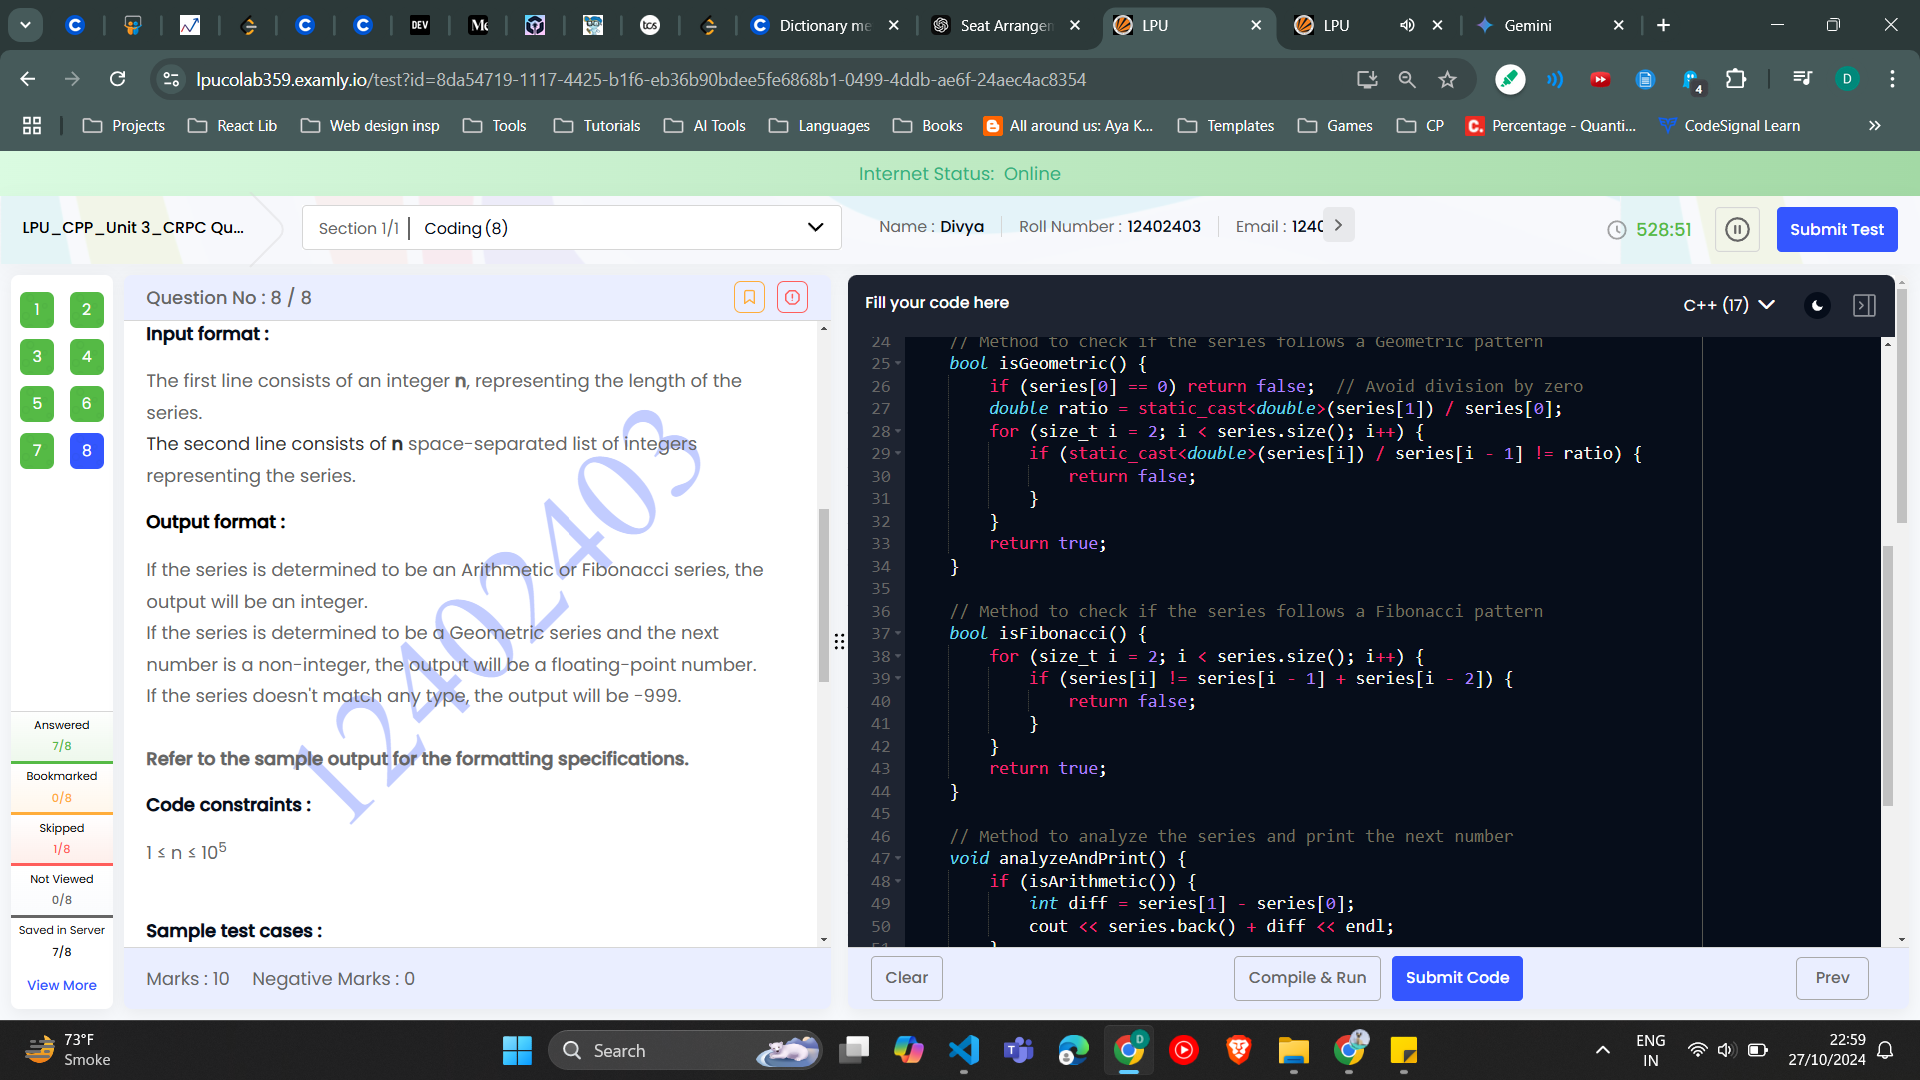 DEV
tcs
Dictionary me
Seat Arrangen
LPU
LPU
Gemini
lpucolab359.examly.io/test?id=8da54719-1117-4425-b1f6-eb36b90bdee5fe6868b1-0499-4ddb-ae6f-24aec4ac8354
4
D
Projects
React Lib
Web design insp
Tools
Tutorials
AI Tools
Languages
Books
All around us: Aya K...
Templates
Games
CP
Percentage - Quanti...
CodeSignal Learn
Internet Status: Online
LPU_CPP_Unit 3_CRPC Qu...
Section 1/1 | Coding (8)
Name : Divya
Roll Number : 12402403
Email : 1240
528:51
Submit Test
1 2
3 4
5 6
7 8
Answered
7/8
Bookmarked
0/8
Skipped
1/8
Not Viewed
0/8
Saved in Server
7/8
View More
Question No : 8 / 8
Input format :
The first line consists of an integer n, representing the length of the
series.
The second line consists of n space-separated list of integers
representing the series.
Output format :
If the series is determined to be an Arithmetic or Fibonacci series, the
output will be an integer.
If the series is determined to be a Geometric series and the next
number is a non-integer, the output will be a floating-point number.
If the series doesn't match any type, the output will be -999.
Refer to the sample output for the formatting specifications.
Code constraints :
1 ≤ n ≤ 10⁵
Sample test cases :
12402403
Marks : 10 Negative Marks : 0
Fill your code here
C++ (17)
24 // Method to check if the series follows a Geometric pattern
25 bool isGeometric() {
26 if (series[0] == 0) return false; // Avoid division by zero
27 double ratio = static_cast<double>(series[1]) / series[0];
28 for (size_t i = 2; i < series.size(); i++) {
29 if (static_cast<double>(series[i]) / series[i - 1] != ratio) {
30 return false;
31 }
32 }
33 return true;
34 }
35
36 // Method to check if the series follows a Fibonacci pattern
37 bool isFibonacci() {
38 for (size_t i = 2; i < series.size(); i++) {
39 if (series[i] != series[i - 1] + series[i - 2]) {
40 return false;
41 }
42 }
43 return true;
44 }
45
46 // Method to analyze the series and print the next number
47 void analyzeAndPrint() {
48 if (isArithmetic()) {
49 int diff = series[1] - series[0];
50 cout << series.back() + diff << endl;
51 }
Clear
Compile & Run
Submit Code
Prev
73°F
Smoke
Search
D
ENG
IN
22:59
27/10/2024